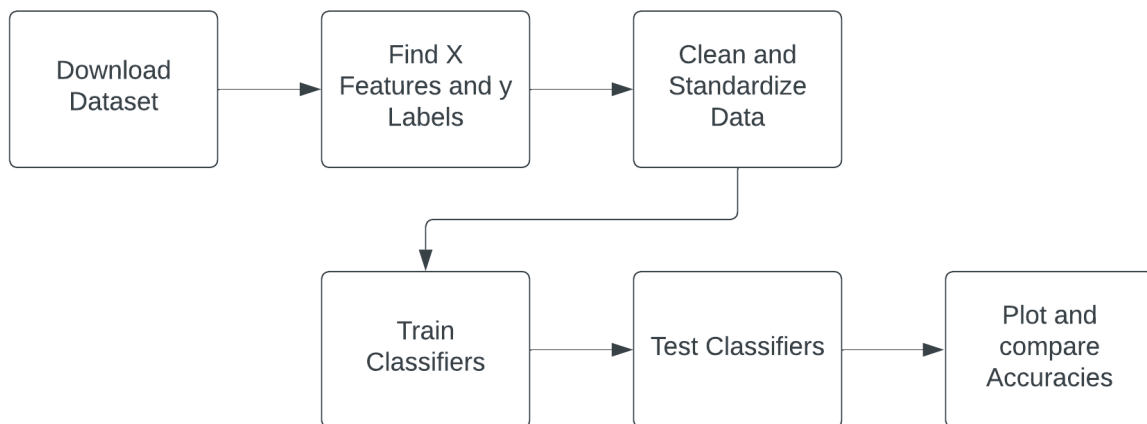 Download
Dataset
Find X
Features and y
Labels
Clean and
Standardize
Data
Train
Classifiers
Test Classifiers
Plot and
compare
Accuracies